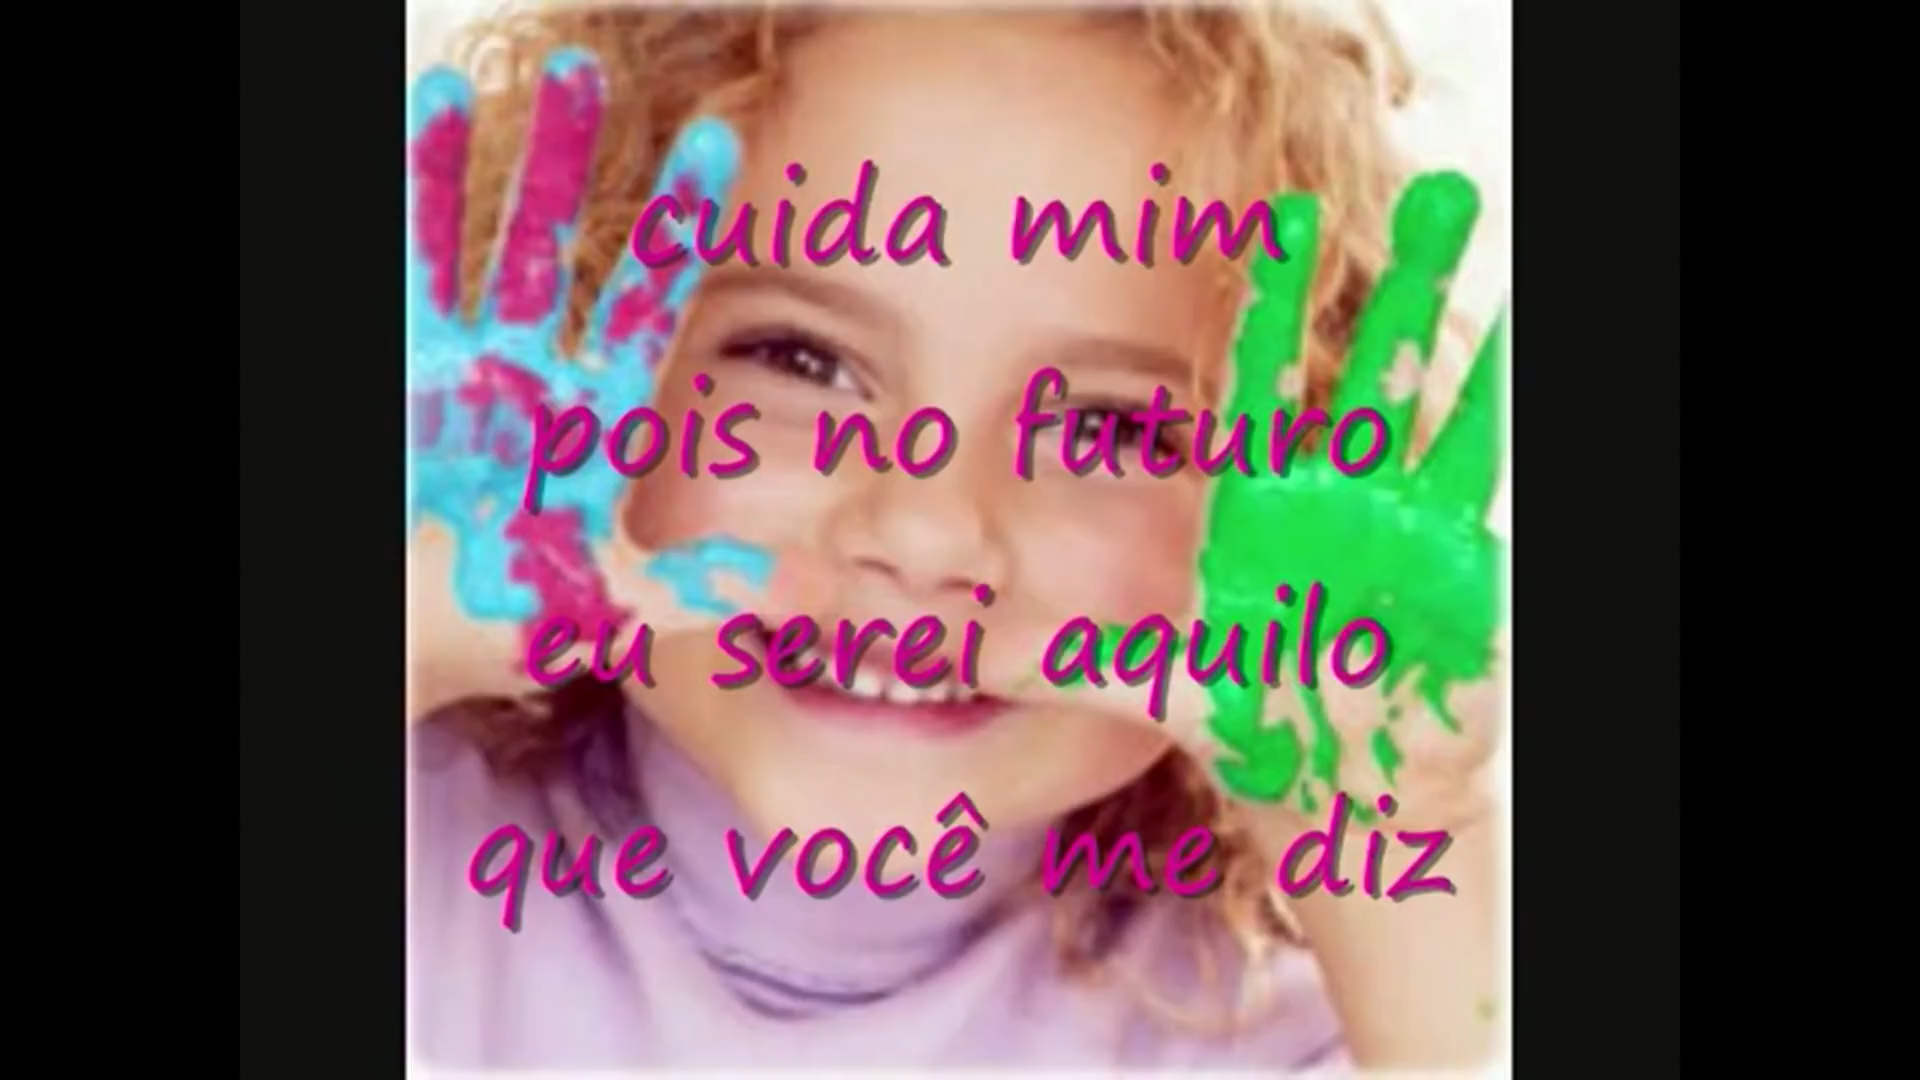 cuida mim
pois no futuro
eu serei aquilo
que você me diz